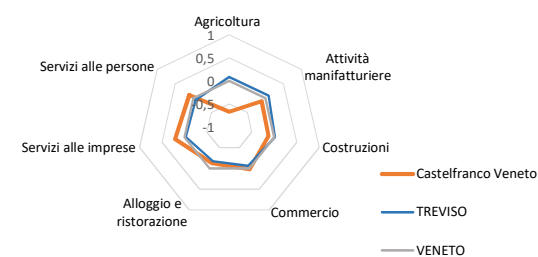 Agricoltura
1
0,5
0
-0,5
-1
Attività
manifatturiere
Costruzioni
Commercio
Alloggio e
ristorazione
Servizi alle imprese
Servizi alle persone
Castelfranco Veneto
TREVISO
VENETO